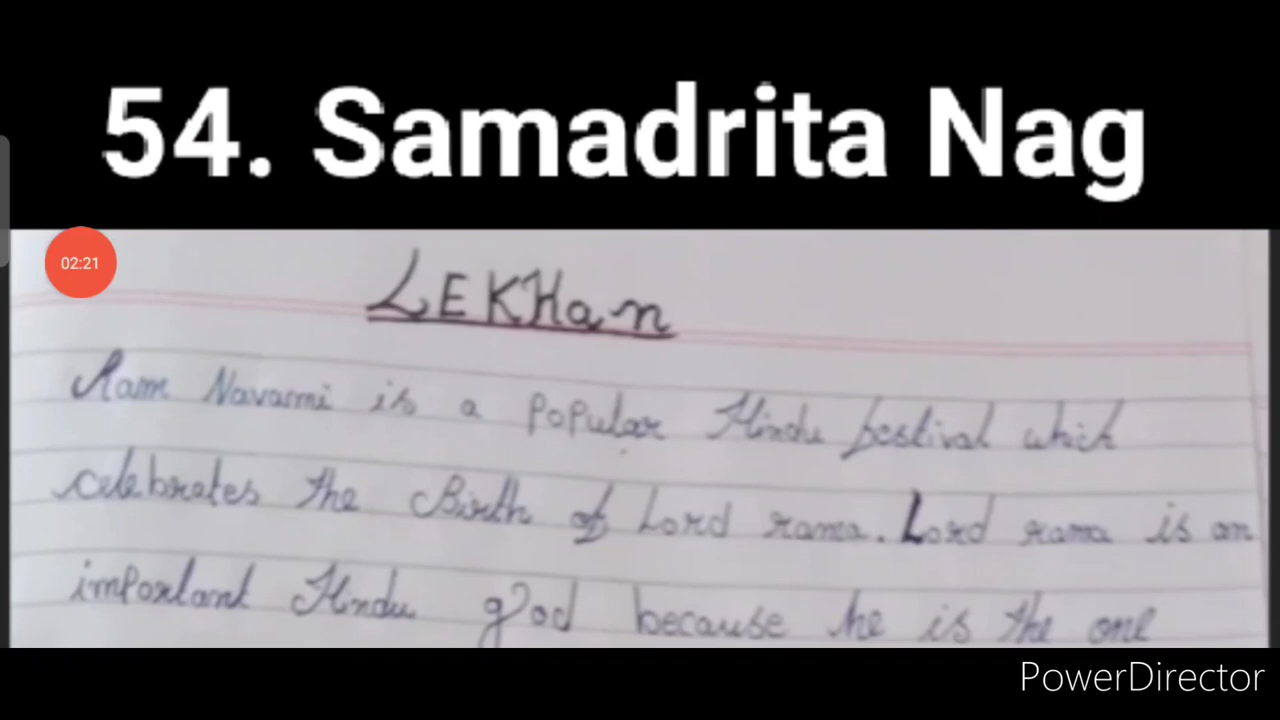 54. Samadrita Nag
02:21
LEKHan
Ram Navami is a Popular Hindu festival which
celebrates the Birth of Lord rama. Lord rama is an
important Hindu god because he is the one
PowerDirector